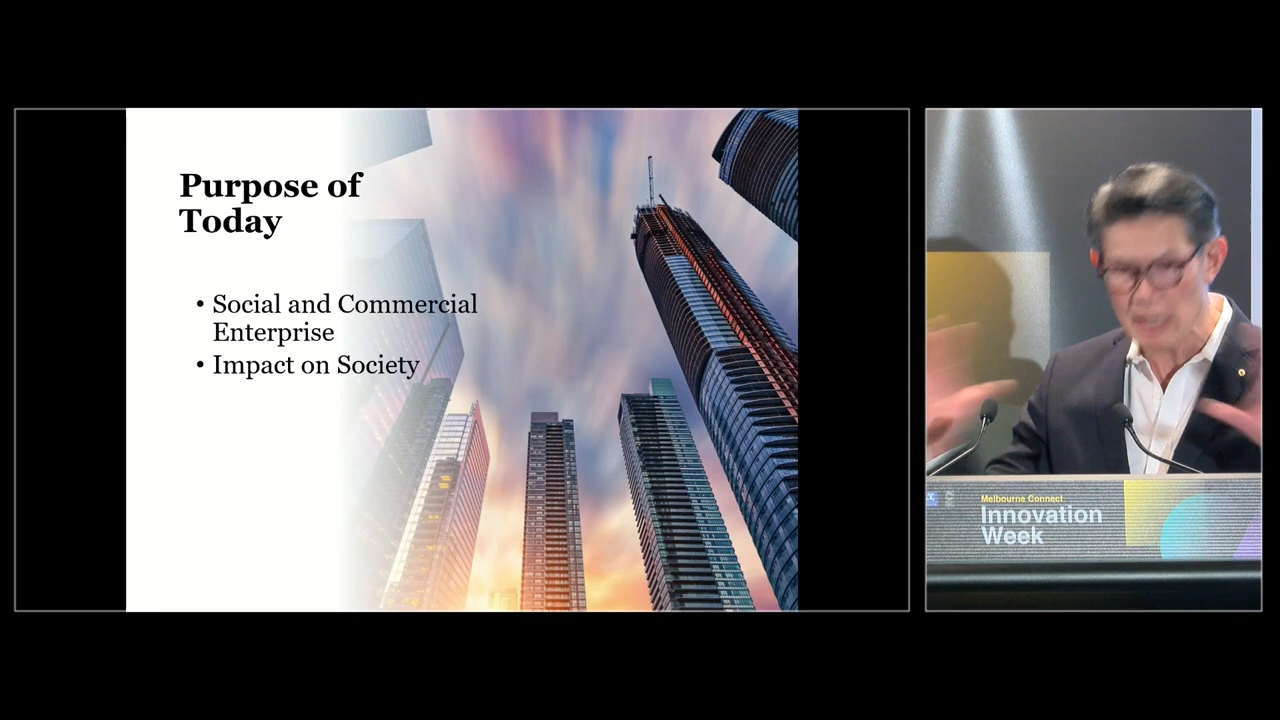 Purpose of
Today
• Social and Commercial
Enterprise
• Impact on Society
Melbourne Connect
Innovation
Week